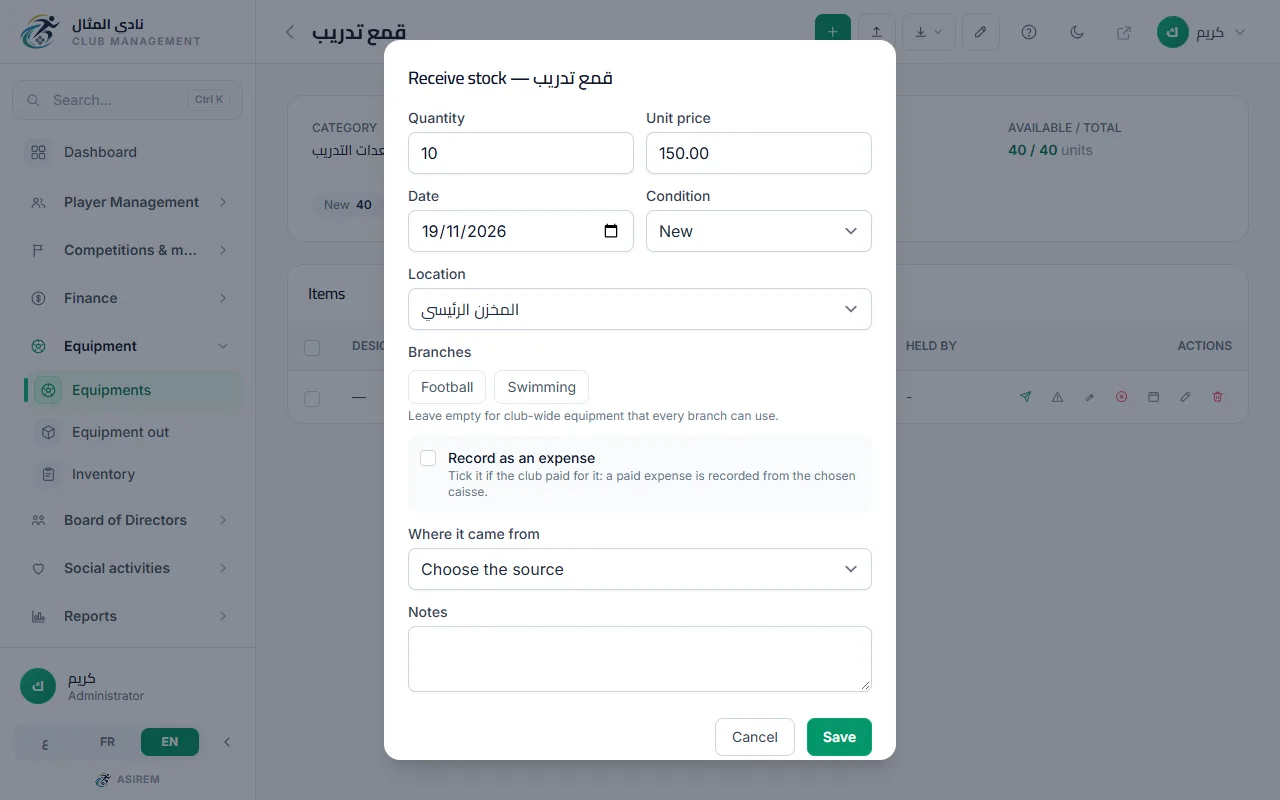 نادي المثال
CLUB MANAGEMENT
Search...
Ctrl K
Dashboard
Player Management
Competitions & m...
Finance
Equipment
Equipments
Equipment out
Inventory
Board of Directors
Social activities
Reports
ك
كريم
Administrator
ع
FR
EN
ASIREM
قمع تدريب
ك
كريم
CATEGORY
AVAILABLE / TOTAL
40 / 40 units
New 40
Items
HELD BY
ACTIONS
—
-
Receive stock — قمع تدريب
Quantity
Unit price
10
150.00
Date
Condition
19/11/2026
New
Location
المخزن الرئيسي
Branches
Football
Swimming
Leave empty for club-wide equipment that every branch can use.
Record as an expense
Tick it if the club paid for it: a paid expense is recorded from the chosen
caisse.
Where it came from
Choose the source
Notes
Cancel
Save